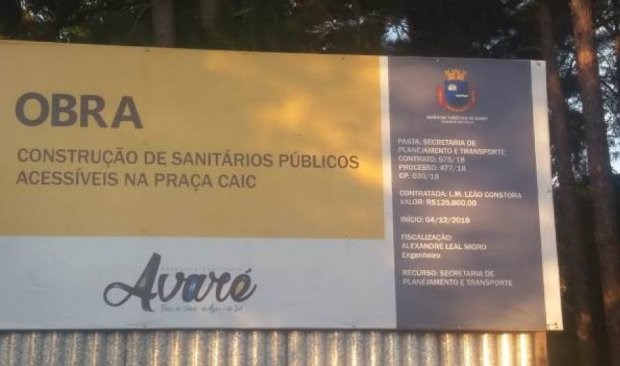 OBRA
CONSTRUÇÃO DE SANITÁRIOS PÚBLICOS
ACESSÍVEIS NA PRAÇA CAIC
Avaré
PASTA: SECRETARIA DE
PLANEJAMENTO E TRANSPORTE
CONTRATO: 575/18
PROCESSO: 477/18
CP: 020/18
CONTRATADA: L.M. LEÃO CONSTORA
VALOR: R$125.800,00
INÍCIO: 04/12/2018
FISCALIZAÇÃO:
ALEXANDRE LEAL NIGRO
Engenheiro
RECURSO: SECRETARIA DE
PLANEJAMENTO E TRANSPORTE